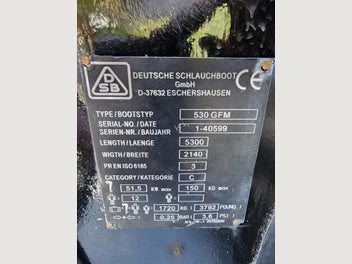 DEUTSCHE SCHLAUCHBOOT
GmbH
D-37632 ESCHERSHAUSEN
CE
DSB
TYPE/BOOTSTYP 530 GFM
SERIAL-NO./DATE
SERIEN-NR./BAUJAHR 1-40599
LENGTH/LAENGE 5300
WIGTH/BREITE 2140
PR EN ISO 6185 3
CATEGORY/KATEGORIE C
51,5 KW max 150 KG max
12
1720 KG 3792 POUND
0.25 BAR 3,6 PSI